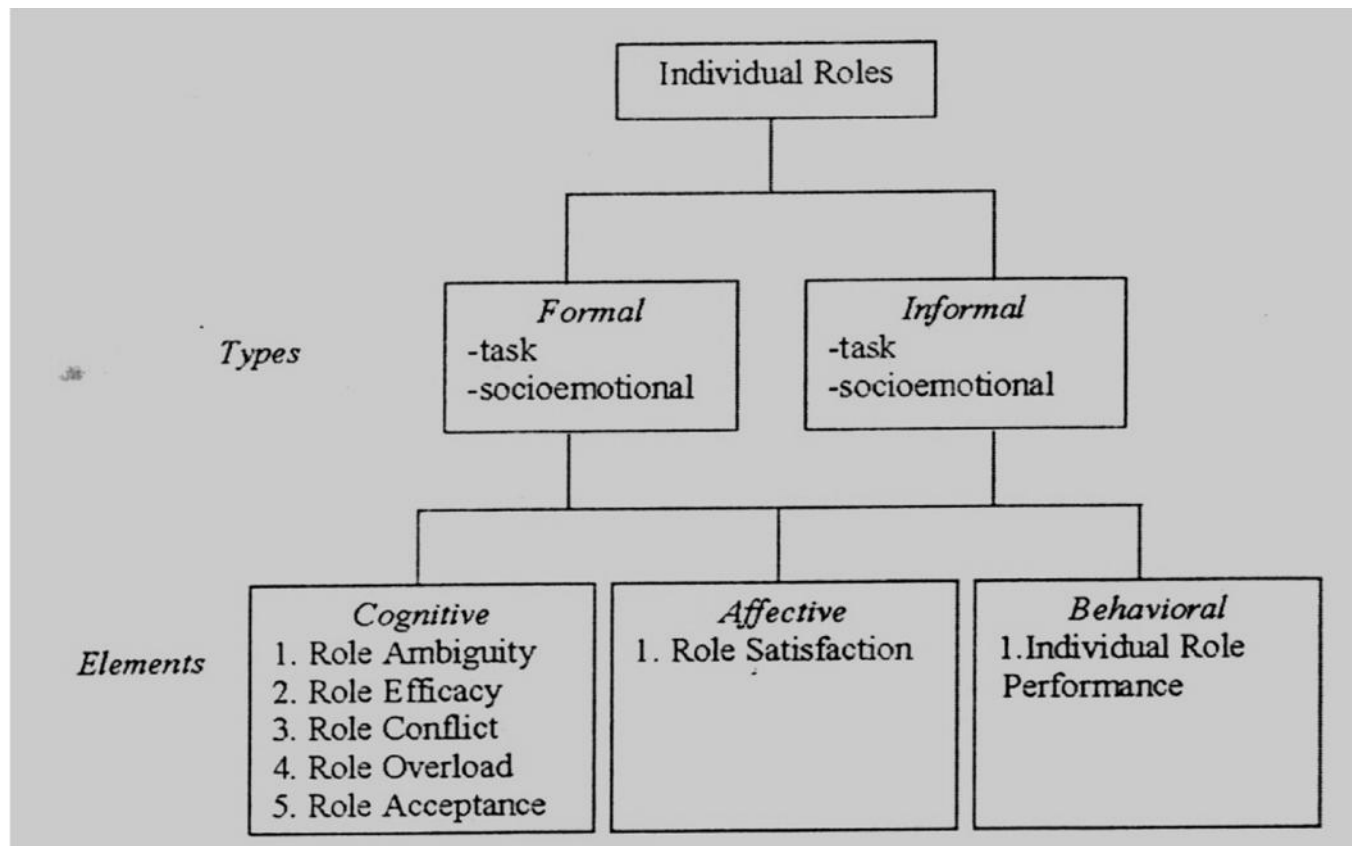 Individual Roles
Types
Formal
-task
-socioemotional
Informal
-task
-socioemotional
Elements
Cognitive
1. Role Ambiguity
2. Role Efficacy
3. Role Conflict
4. Role Overload
5. Role Acceptance
Affective
1. Role Satisfaction
Behavioral
1.Individual Role
Performance